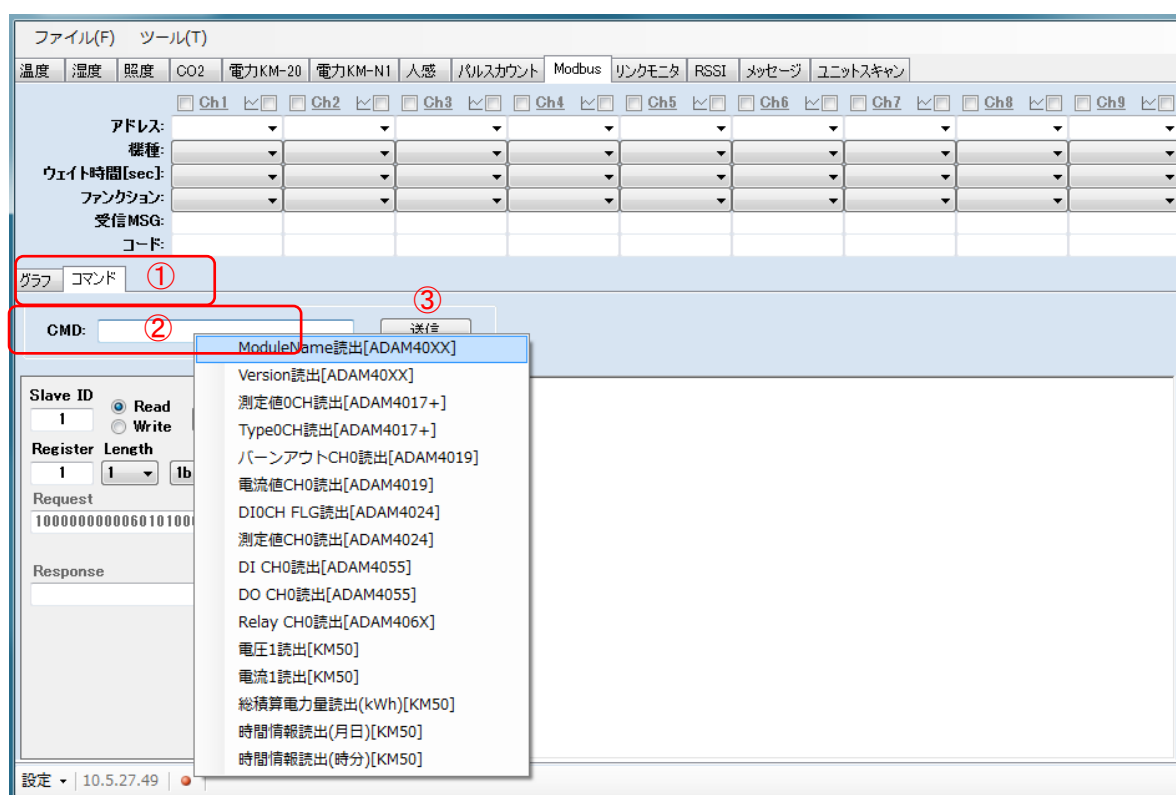 ファイル(F) ツール(T)
温度 湿度 照度 CO2 電力KM-20 電力KM-N1 人感 パルスカウント Modbus リンクモニタ RSSI メッセージ ユニットスキャン
Ch1 Ch2 Ch3 Ch4 Ch5 Ch6 Ch7 Ch8 Ch9
アドレス:
機種:
ウェイト時間[sec]:
ファンクション:
受信MSG:
コード:
グラフ コマンド ①
③
CMD: ② 送信
ModuleName読出[ADAM40XX]
Version読出[ADAM40XX]
測定値0CH読出[ADAM4017+]
Type0CH読出[ADAM4017+]
バーンアウトCH0読出[ADAM4019]
電流値CH0読出[ADAM4019]
DI0CH FLG読出[ADAM4024]
測定値CH0読出[ADAM4024]
DI CH0読出[ADAM4055]
DO CH0読出[ADAM4055]
Relay CH0読出[ADAM406X]
電圧1読出[KM50]
電流1読出[KM50]
総積算電力量読出(kWh)[KM50]
時間情報読出(月日)[KM50]
時間情報読出(時分)[KM50]
Slave ID
1 Read
Write
Register Length
1 1 1b
Request
1000000000060101000
Response
設定 10.5.27.49